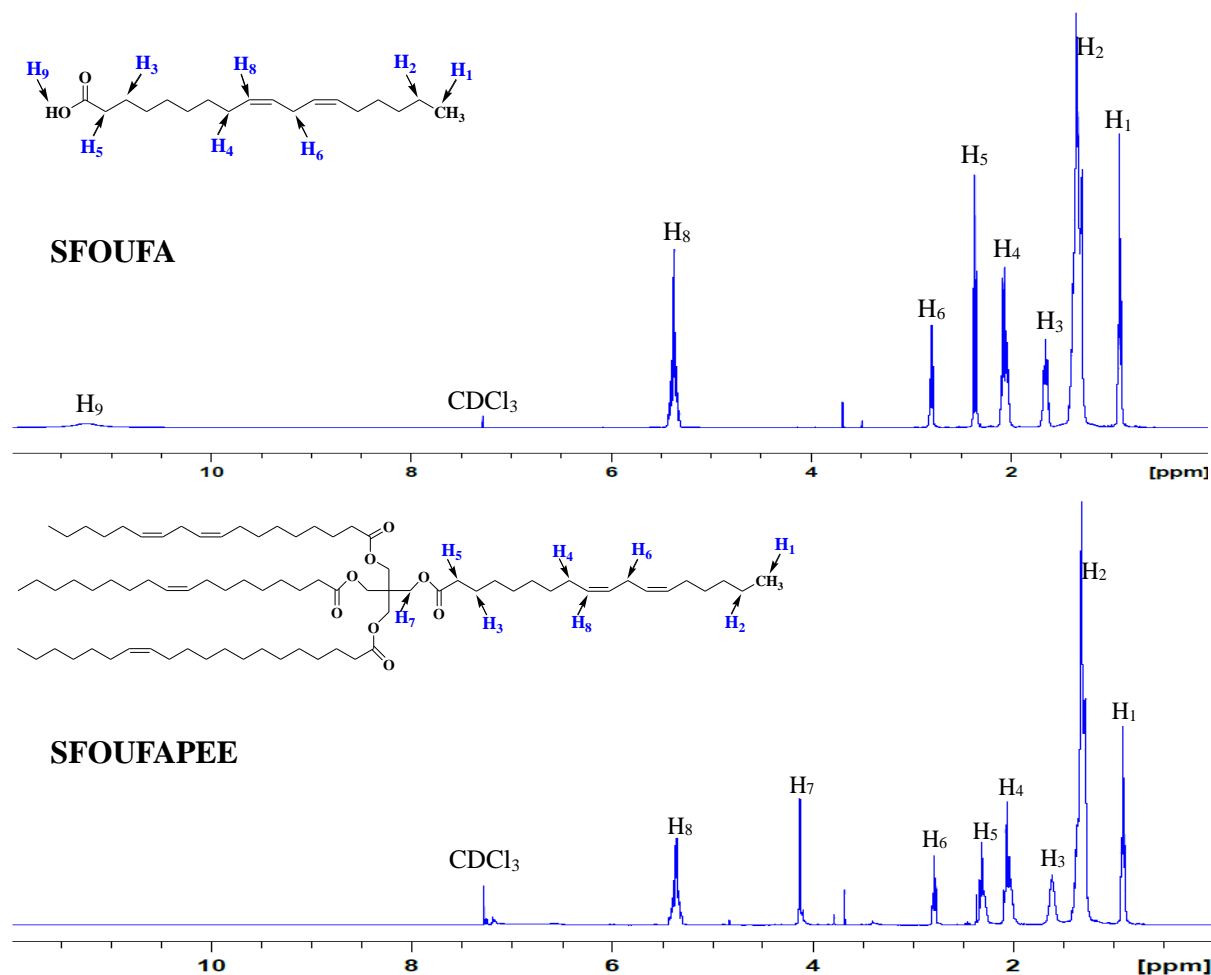 H₂
H₉ H₃ O H₈ H₂ H₁
HO CH₃
H₁
H₅ H₄ H₆
H₅
SFOUFA
H₈ H₄
H₆ H₃
H₉ CDCl₃
10 8 6 4 2 [ppm]
O
O H₅ H₄ H₆ H₁
O O CH₃
H₂
O O H₇ H₃ H₈ H₂
O
O
H₁
SFOUFAPEE
H₇ H₄
H₈ H₅
CDCl₃ H₆ H₃
10 8 6 4 2 [ppm]